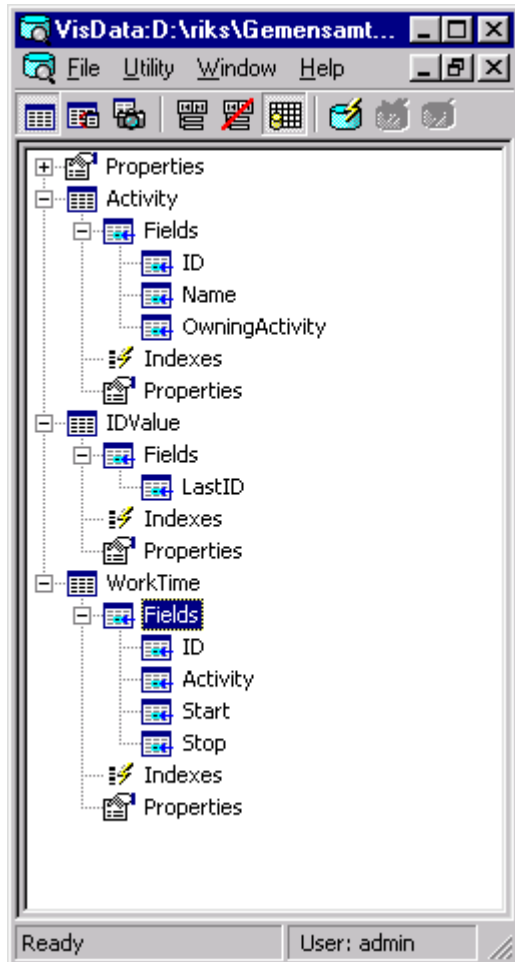 VisData:D:\riks\Gemensamt...
File Utility Window Help
Properties
Activity
Fields
ID
Name
OwningActivity
Indexes
Properties
IDValue
Fields
LastID
Indexes
Properties
WorkTime
Fields
ID
Activity
Start
Stop
Indexes
Properties
Ready User: admin